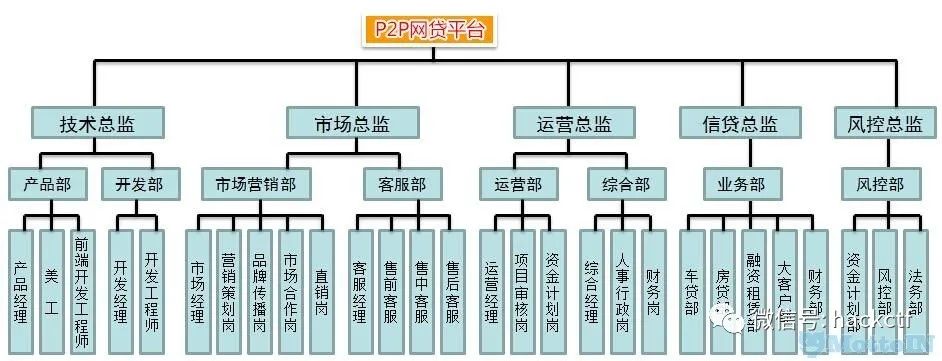 P2P网贷平台
技术总监
市场总监
运营总监
信贷总监
风控总监
产品部
开发部
市场营销部
客服部
运营部
综合部
业务部
风控部
产品经理
美工
前端开发工程师
开发经理
开发工程师
市场经理
营销策划岗
品牌传播岗
市场合作岗
直销岗
客服经理
售前客服
售中客服
售后客服
运营经理
项目审核岗
资金计划岗
综合经理
人事行政岗
财务岗
车贷部
房贷
融资租赁部
大客户
财务部
资金计划部
风控部
法务部
微信号: hackctf
MottoIN